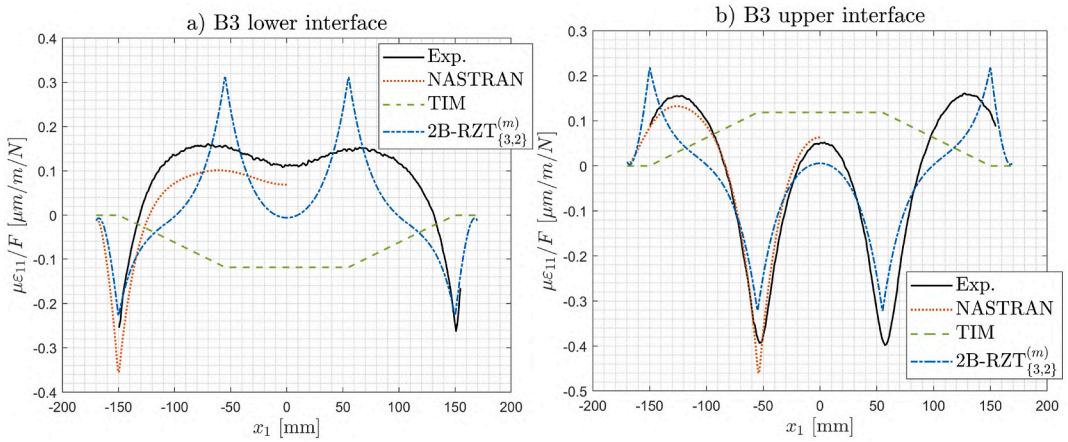 a) B3 lower interface
0.4
0.3
0.2
0.1
0
-0.1
-0.2
-0.3
-0.4
με₁₁/F [μm/m/N]
-200 -150 -100 -50 0 50 100 150 200
x₁ [mm]
Exp.
NASTRAN
TIM
2B-RZT{3,2}^(m)
b) B3 upper interface
0.3
0.2
0.1
0
-0.1
-0.2
-0.3
-0.4
-0.5
με₁₁/F [μm/m/N]
-200 -150 -100 -50 0 50 100 150 200
x₁ [mm]
Exp.
NASTRAN
TIM
2B-RZT{3,2}^(m)